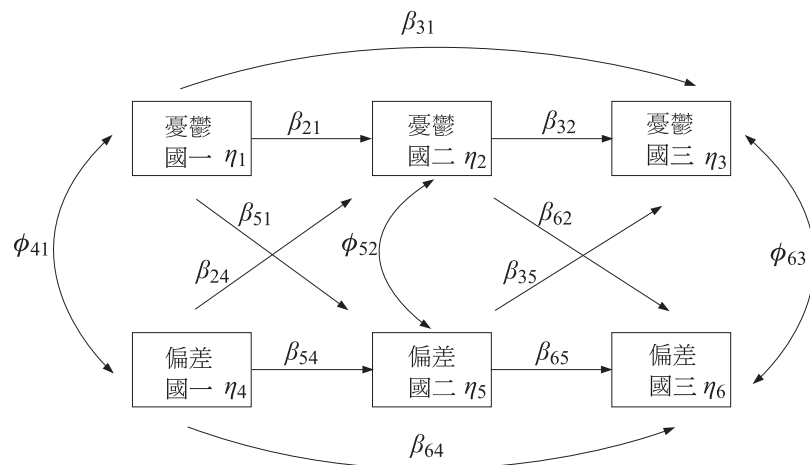 β31
憂鬱
國一 η1
β21
憂鬱
國二 η2
β32
憂鬱
國三 η3
β51
β62
ϕ41
β24
ϕ52
β35
ϕ63
偏差
國一 η4
β54
偏差
國二 η5
β65
偏差
國三 η6
β64